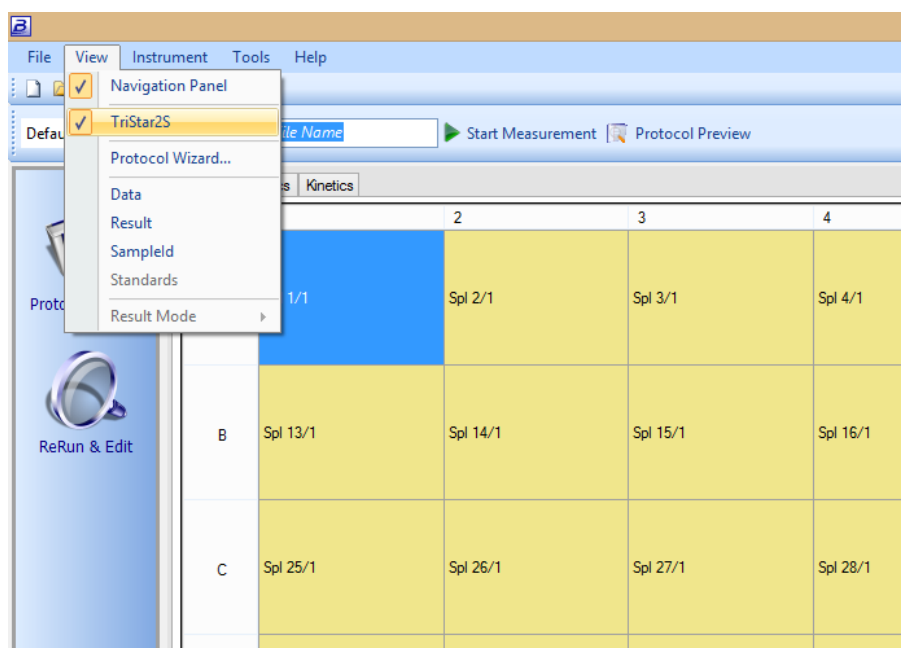 File View Instrument Tools Help
Navigation Panel
TriStar2S
Protocol Wizard...
Data
Result
SampleId
Standards
Result Mode
Start Measurement Protocol Preview
Kinetics
2 3 4
1/1 Spl 2/1 Spl 3/1 Spl 4/1
B Spl 13/1 Spl 14/1 Spl 15/1 Spl 16/1
C Spl 25/1 Spl 26/1 Spl 27/1 Spl 28/1
Name
ReRun & Edit